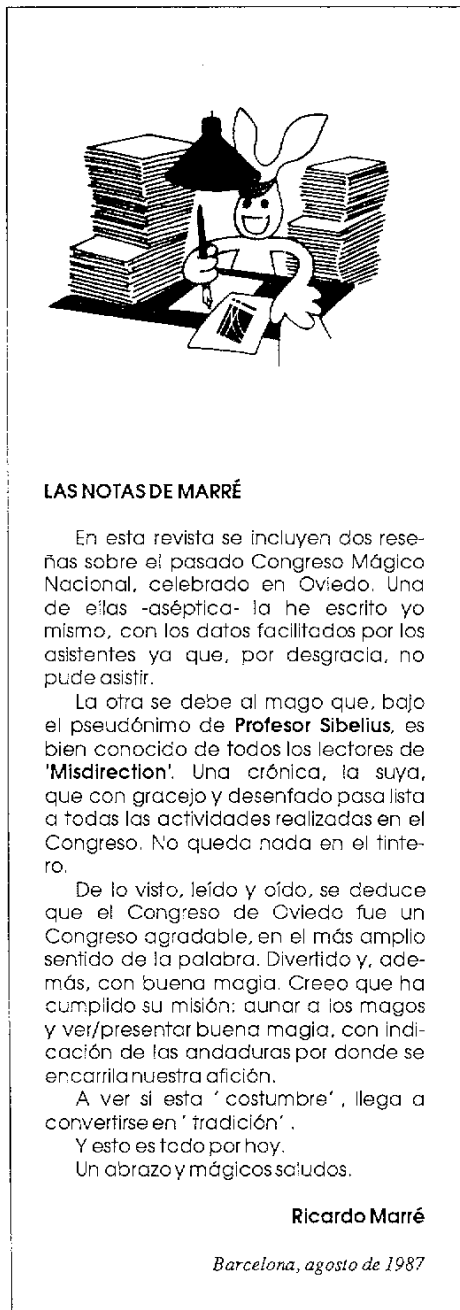 LAS NOTAS DE MARRÉ
En esta revista se incluyen dos rese-
ñas sobre el pasado Congreso Mágico
Nacional, celebrado en Oviedo. Una
de ellas -aséptica- la he escrito yo
mismo, con los datos facilitados por los
asistentes ya que, por desgracia, no
pude asistir.
La otra se debe al mago que, bajo
el pseudónimo de Profesor Sibelius, es
bien conocido de todos los lectores de
'Misdirection'. Una crónica, la suya,
que con gracejo y desenfado pasa lista
a todas las actividades realizadas en el
Congreso. No queda nada en el tinte-
ro.
De lo visto, leído y oído, se deduce
que el Congreso de Oviedo fue un
Congreso agradable, en el más amplio
sentido de la palabra. Divertido y, ade-
más, con buena magia. Creeo que ha
cumplido su misión: aunar a los magos
y ver/presentar buena magia, con indi-
cación de las andaduras por donde se
encarrila nuestra afición.
A ver si esta ' costumbre' , llega a
convertirse en ' tradición' .
Y esto es todo por hoy.
Un abrazo y mágicos saludos.
Ricardo Marré
Barcelona, agosto de 1987